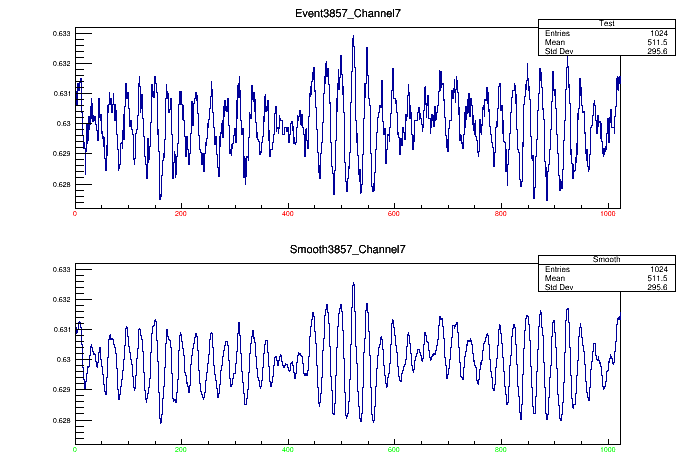 Event3857_Channel7
Test
Entries 1024
Mean 511.5
Std Dev 295.6
0.633
0.632
0.631
0.63
0.629
0.628
0 200 400 600 800 1000
Smooth3857_Channel7
Smooth
Entries 1024
Mean 511.5
Std Dev 295.6
0.633
0.632
0.631
0.63
0.629
0.628
0 200 400 600 800 1000